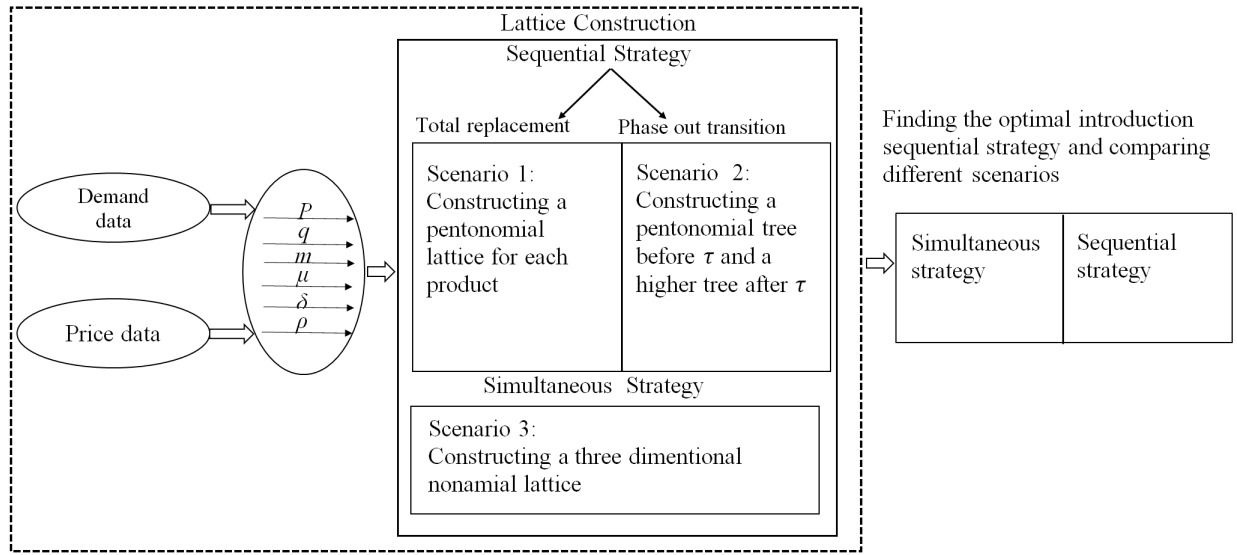 Lattice Construction
Sequential Strategy
Total replacement
Phase out transition
Scenario 1:
Constructing a
pentonomial
lattice for each
product
Scenario 2:
Constructing a
pentonomial tree
before τ and a
higher tree after τ
Simultaneous Strategy
Scenario 3:
Constructing a three dimentional
nonamial lattice
Demand
data
Price data
P
q
m
μ
δ
ρ
Finding the optimal introduction
sequential strategy and comparing
different scenarios
Simultaneous
strategy
Sequential
strategy